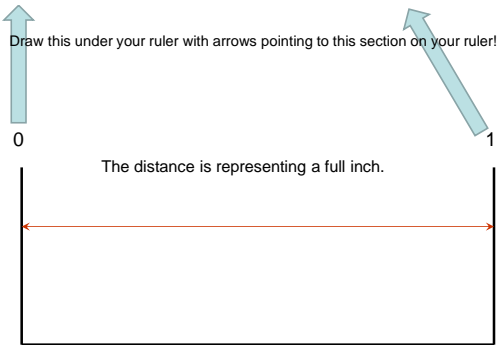 Draw this under your ruler with arrows pointing to this section on your ruler!
0 1
The distance is representing a full inch.